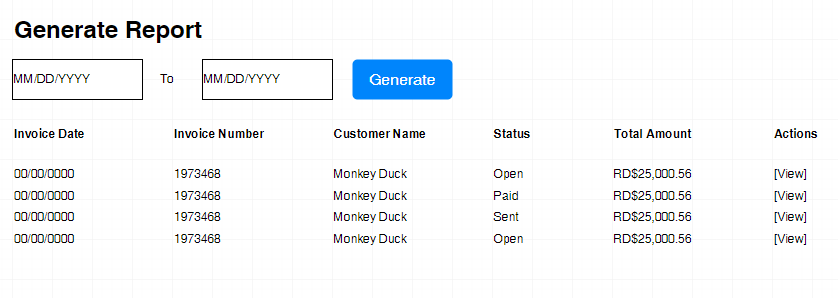 Generate Report
MM/DD/YYYY To MM/DD/YYYY Generate
Invoice Date Invoice Number Customer Name Status Total Amount Actions
00/00/0000 1973468 Monkey Duck Open RD$25,000.56 [View]
00/00/0000 1973468 Monkey Duck Paid RD$25,000.56 [View]
00/00/0000 1973468 Monkey Duck Sent RD$25,000.56 [View]
00/00/0000 1973468 Monkey Duck Open RD$25,000.56 [View]